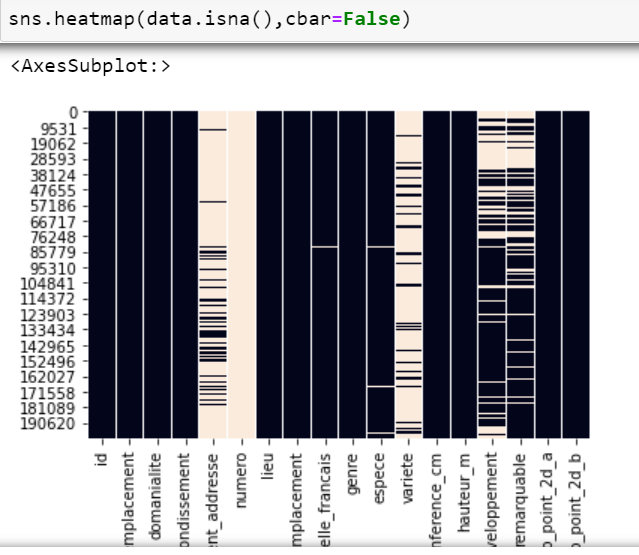 sns.heatmap(data.isna(),cbar=False)
<AxesSubplot:>
0
9531
19062
28593
38124
47655
57186
66717
76248
85779
95310
104841
114372
123903
133434
142965
152496
162027
171558
181089
190620
id
mplacement
domanialite
ondissement
ent_addresse
numero
lieu
mplacement
elle_francais
genre
espece
variete
nference_cm
hauteur_m
veloppement
remarquable
o_point_2d_a
o_point_2d_b